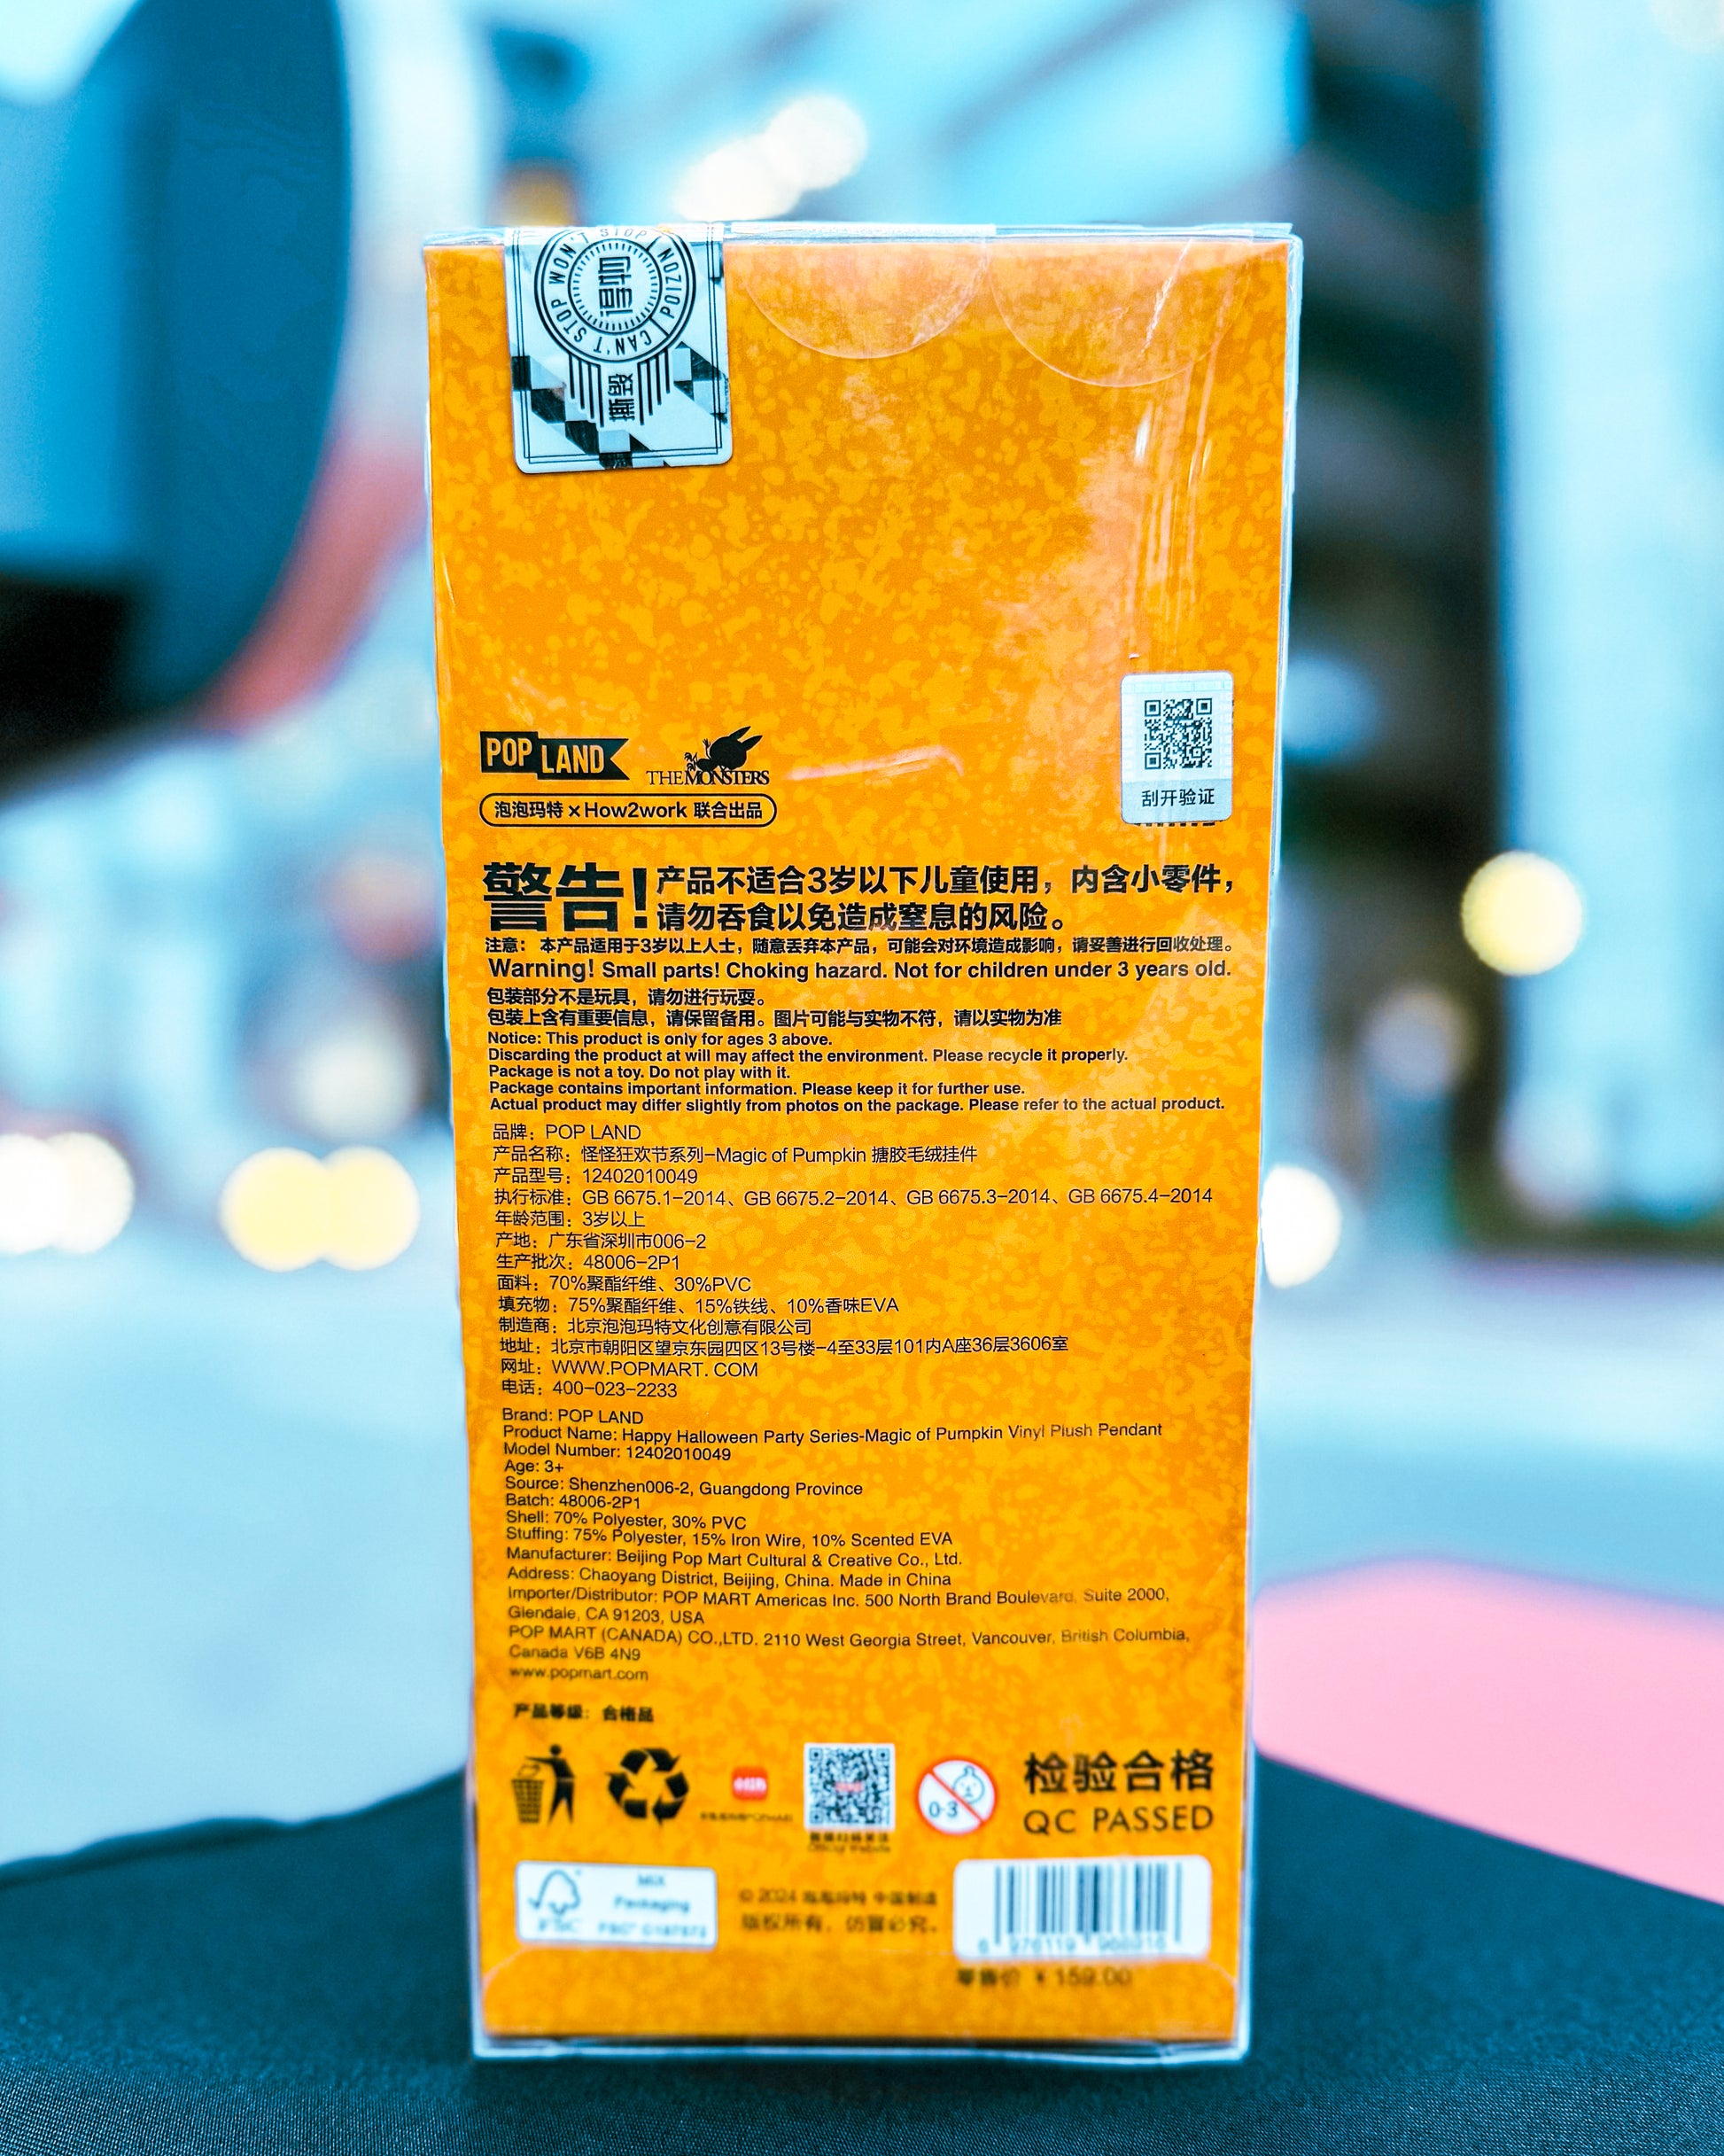 CAN'T STOP WON'T STOP | POIZON |
得物
撕毁
POP LAND
THE MONSTERS
泡泡玛特 × How2work 联合出品
刮开验证
警告!
产品不适合3岁以下儿童使用，内含小零件，
请勿吞食以免造成窒息的风险。
注意： 本产品适用于3岁以上人士，随意丢弃本产品，可能会对环境造成影响，请妥善进行回收处理。
Warning! Small parts! Choking hazard. Not for children under 3 years old.
包装部分不是玩具，请勿进行玩耍。
包装上含有重要信息，请保留备用。图片可能与实物不符，请以实物为准
Notice: This product is only for ages 3 above.
Discarding the product at will may affect the environment. Please recycle it properly.
Package is not a toy. Do not play with it.
Package contains important information. Please keep it for further use.
Actual product may differ slightly from photos on the package. Please refer to the actual product.
品牌：POP LAND
产品名称：怪怪狂欢节系列-Magic of Pumpkin 搪胶毛绒挂件
产品型号：12402010049
执行标准：GB 6675.1-2014、GB 6675.2-2014、GB 6675.3-2014、GB 6675.4-2014
年龄范围：3岁以上
产地：广东省深圳市006-2
生产批次：48006-2P1
面料：70%聚酯纤维、30%PVC
填充物：75%聚酯纤维、15%铁线、10%香味EVA
制造商：北京泡泡玛特文化创意有限公司
地址：北京市朝阳区望京东园四区13号楼-4至33层101内A座36层3606室
网址：WWW.POPMART. COM
电话：400-023-2233
Brand: POP LAND
Product Name: Happy Halloween Party Series-Magic of Pumpkin Vinyl Plush Pendant
Model Number: 12402010049
Age: 3+
Source: Shenzhen006-2, Guangdong Province
Batch: 48006-2P1
Shell: 70% Polyester, 30% PVC
Stuffing: 75% Polyester, 15% Iron Wire, 10% Scented EVA
Manufacturer: Beijing Pop Mart Cultural & Creative Co., Ltd.
Address: Chaoyang District, Beijing, China. Made in China
Importer/Distributor: POP MART Americas Inc. 500 North Brand Boulevard, Suite 2000,
Glendale, CA 91203, USA
POP MART (CANADA) CO.,LTD. 2110 West Georgia Street, Vancouver, British Columbia,
Canada V6B 4N9
www.popmart.com
产品等级：合格品
0-3
检验合格
QC PASSED
Official Website
FSC
MIX
Packaging
© 2024 泡泡玛特 中国制造
版权所有，仿冒必究。
零售价 ¥ 159.00